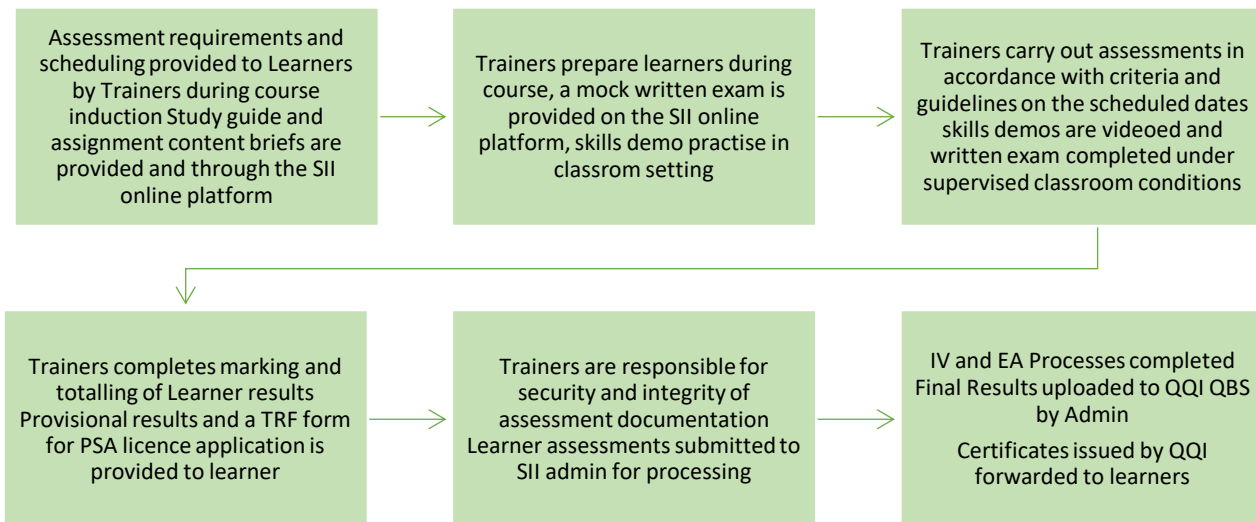 Assessment requirements and
scheduling provided to Learners
by Trainers during course
induction Study guide and
assignment content briefs are
provided and through the SII
online platform
Trainers prepare learners during
course, a mock written exam is
provided on the SII online
platform, skills demo practise in
classrom setting
Trainers carry out assessments in
accordance with criteria and
guidelines on the scheduled dates
skills demos are videoed and
written exam completed under
supervised classroom conditions
Trainers completes marking and
totalling of Learner results
Provisional results and a TRF form
for PSA licence application is
provided to learner
Trainers are responsible for
security and integrity of
assessment documentation
Learner assessments submitted to
SII admin for processing
IV and EA Processes completed
Final Results uploaded to QQI QBS
by Admin
Certificates issued by QQI
forwarded to learners